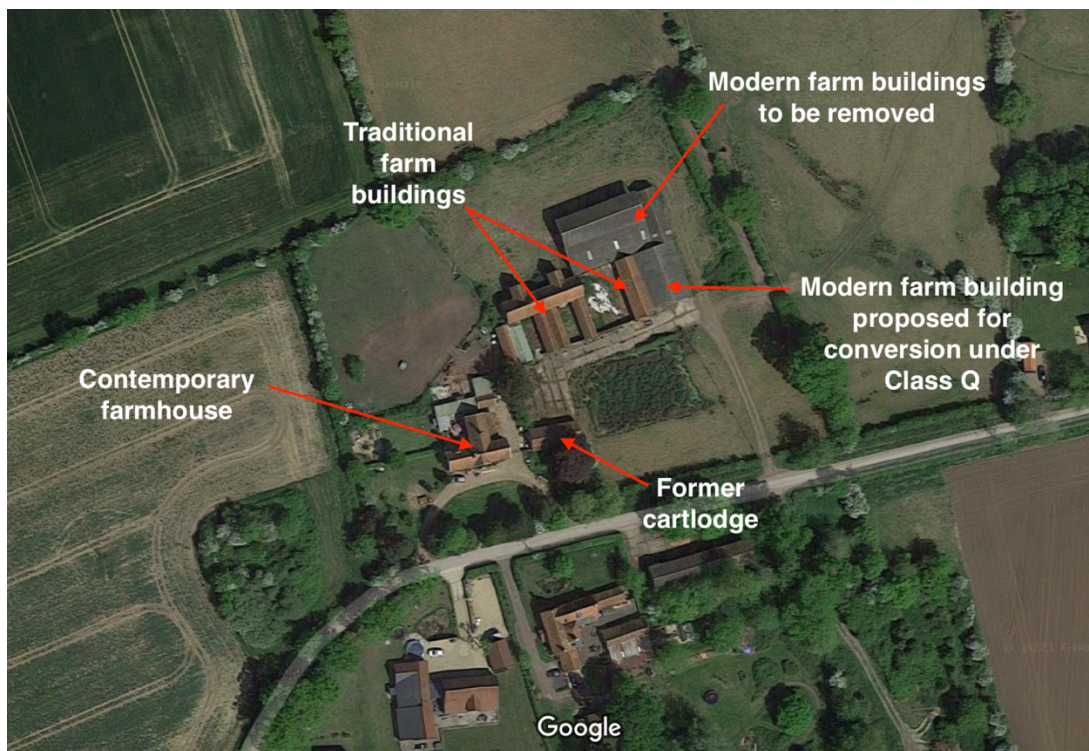 Modern farm buildings
to be removed
Traditional
farm
buildings
Modern farm building
proposed for
conversion under
Class Q
Contemporary
farmhouse
Former
cartlodge
Google